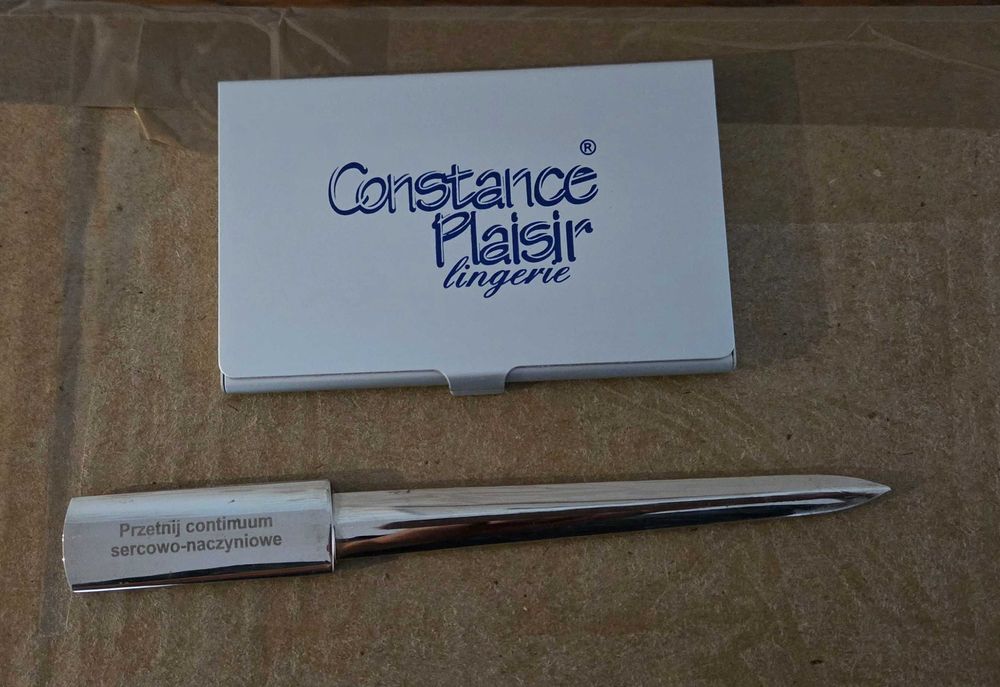 Constance®
Plaisir
lingerie
Przetnij continuum
sercowo-naczyniowe